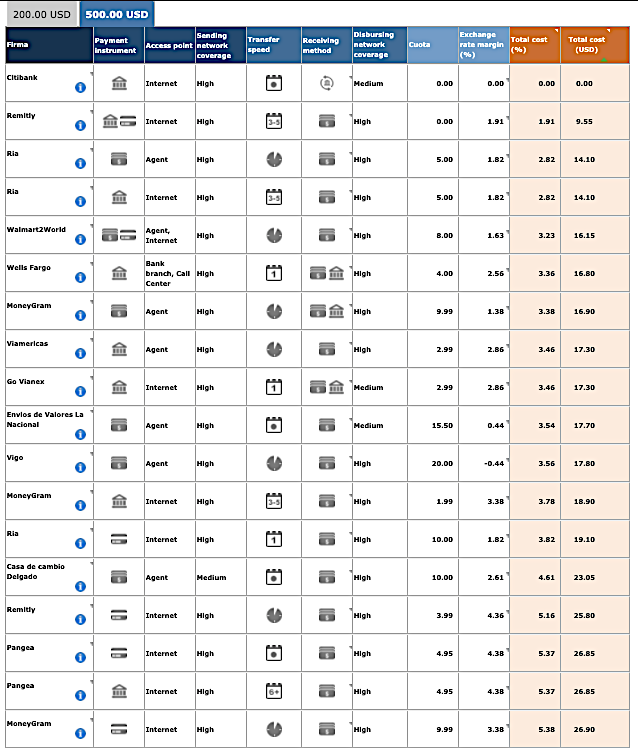 200.00 USD 500.00 USD
Firma Payment instrument Access point Sending network coverage Transfer speed Receiving method Disbursing network coverage Cuota Exchange rate margin (%) Total cost (%) Total cost (USD)
Citibank Internet High Medium 0.00 0.00 0.00 0.00
Remitly Internet High 3-5 High 0.00 1.91 1.91 9.55
Ria Agent High High 5.00 1.82 2.82 14.10
Ria Internet High 3-5 High 5.00 1.82 2.82 14.10
Walmart2World Agent, Internet High High 8.00 1.63 3.23 16.15
Wells Fargo Bank branch, Call Center High 1 High 4.00 2.56 3.36 16.80
MoneyGram Agent High High 9.99 1.38 3.38 16.90
Viamericas Agent High High 2.99 2.86 3.46 17.30
Go Vianex Internet High 1 Medium 2.99 2.86 3.46 17.30
Envios de Valores La Nacional Agent High Medium 15.50 0.44 3.54 17.70
Vigo Agent High High 20.00 -0.44 3.56 17.80
MoneyGram Internet High 3-5 High 1.99 3.38 3.78 18.90
Ria Internet High 1 High 10.00 1.82 3.82 19.10
Casa de cambio Delgado Agent Medium High 10.00 2.61 4.61 23.05
Remitly Internet High High 3.99 4.36 5.16 25.80
Pangea Internet High High 4.95 4.38 5.37 26.85
Pangea Internet High 6+ High 4.95 4.38 5.37 26.85
MoneyGram Internet High High 9.99 3.38 5.38 26.90